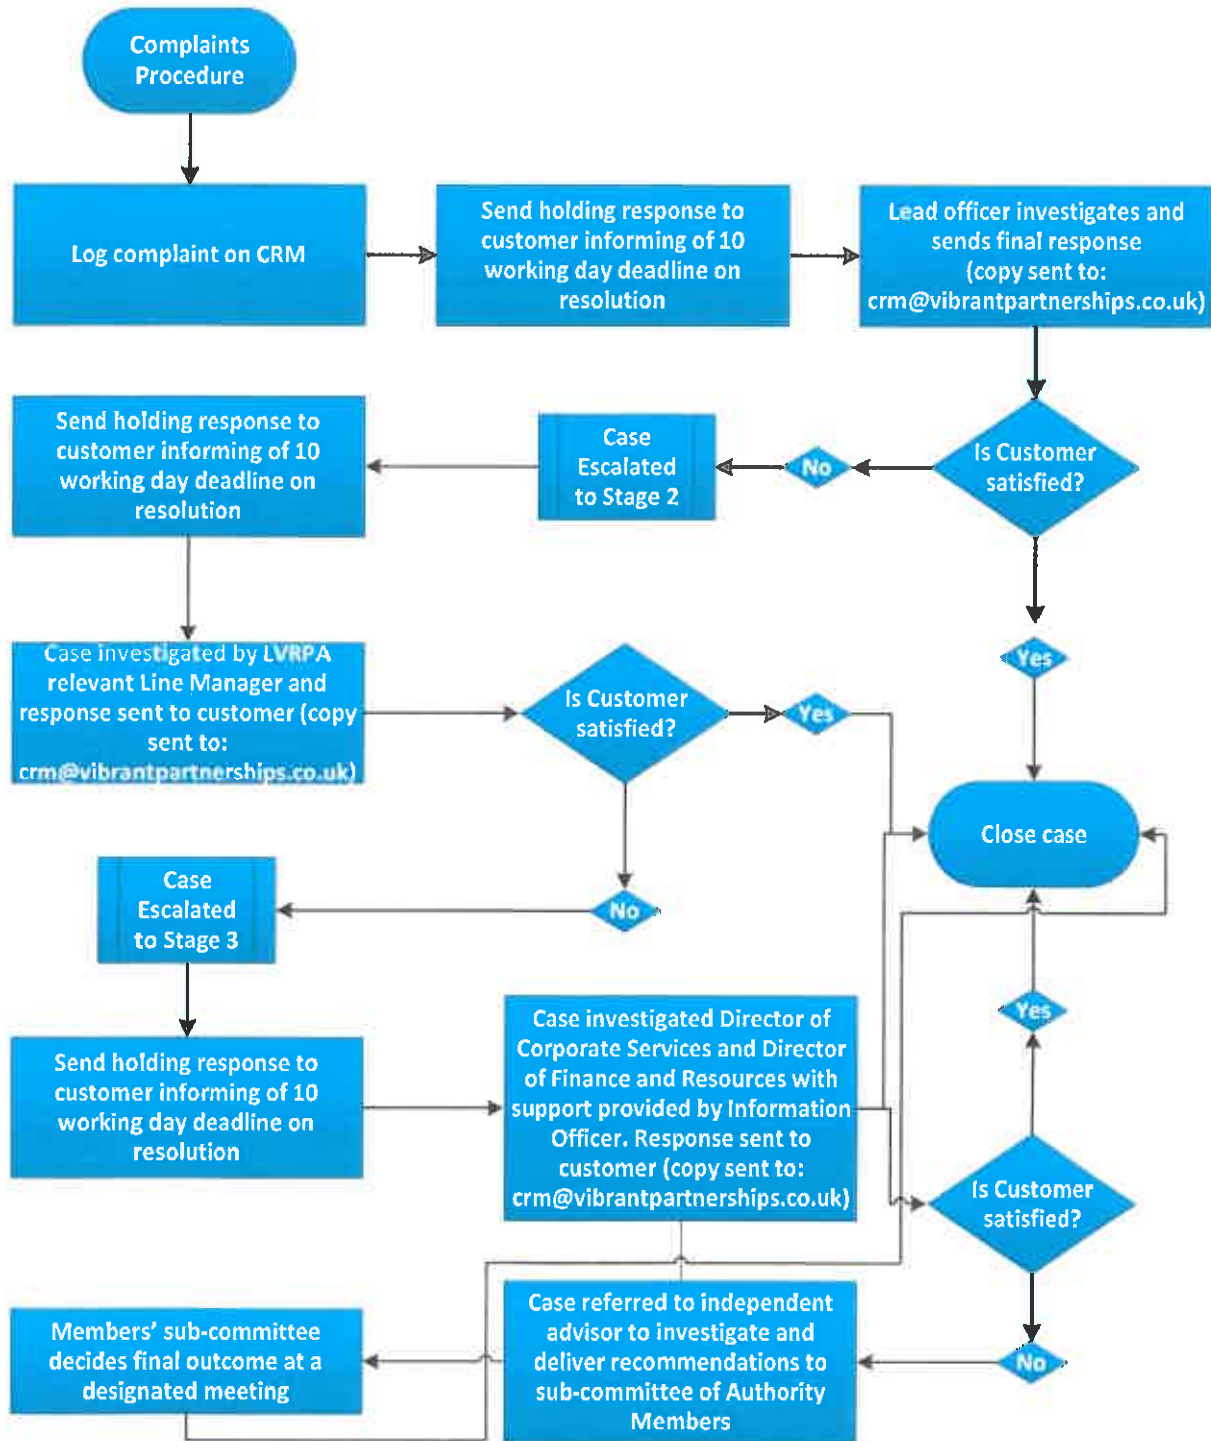 Complaints
Procedure
Log complaint on CRM
Send holding response to
customer informing of 10
working day deadline on
resolution
Lead officer investigates and
sends final response
(copy sent to:
crm@vibrantpartnerships.co.uk)
Is Customer
satisfied?
No
Case
Escalated
to Stage 2
Send holding response to
customer informing of 10
working day deadline on
resolution
Yes
Case investigated by LVRPA
relevant Line Manager and
response sent to customer (copy
sent to:
crm@vibrantpartnerships.co.uk)
Is Customer
satisfied?
Yes
Close case
No
Case
Escalated
to Stage 3
Send holding response to
customer informing of 10
working day deadline on
resolution
Case investigated Director of
Corporate Services and Director
of Finance and Resources with
support provided by Information
Officer. Response sent to
customer (copy sent to:
crm@vibrantpartnerships.co.uk)
Yes
Is Customer
satisfied?
No
Case referred to independent
advisor to investigate and
deliver recommendations to
sub-committee of Authority
Members
Members' sub-committee
decides final outcome at a
designated meeting